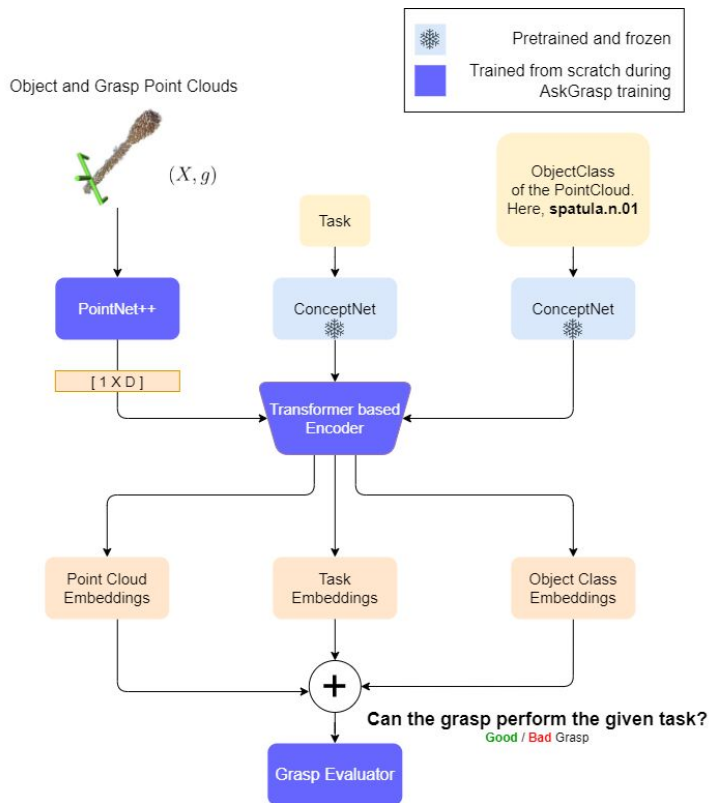 Pretrained and frozen
Trained from scratch during
AskGrasp training
Object and Grasp Point Clouds
(X, g)
Task
ObjectClass
of the PointCloud.
Here, spatula.n.01
PointNet++
ConceptNet
ConceptNet
[ 1 X D ]
Transformer based
Encoder
Point Cloud
Embeddings
Task
Embeddings
Object Class
Embeddings
+
Can the grasp perform the given task?
Good / Bad Grasp
Grasp Evaluator